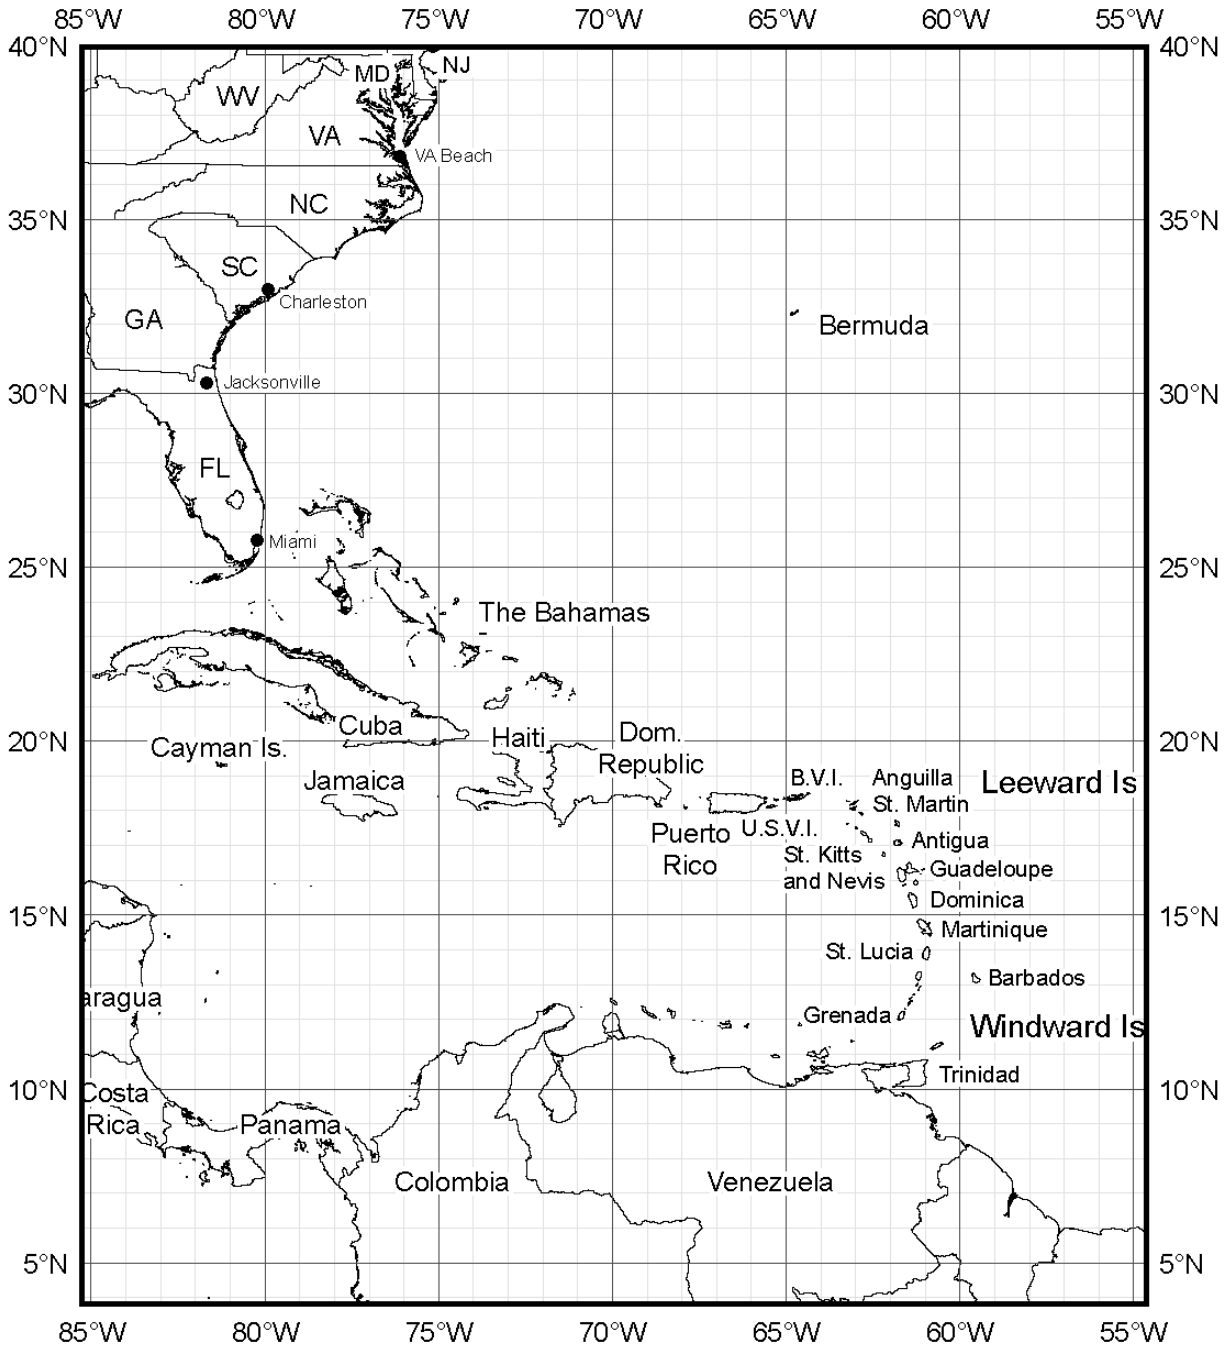 85°W 80°W 75°W 70°W 65°W 60°W 55°W
40°N 40°N
NJ
MD
WV
VA
VA Beach
NC
35°N 35°N
SC
Charleston
GA
Bermuda
Jacksonville
30°N 30°N
FL
Miami
25°N 25°N
The Bahamas
Cuba
Haiti
Dom.
Republic
20°N 20°N
Cayman Is.
Jamaica
B.V.I.
Anguilla
Leeward Is
St. Martin
Puerto
Rico
U.S.V.I.
Antigua
St. Kitts
and Nevis
Guadeloupe
Dominica
15°N 15°N
Martinique
St. Lucia
Barbados
aragua
Grenada
Windward Is
Trinidad
10°N 10°N
Costa
Rica
Panama
Colombia
Venezuela
5°N 5°N
85°W 80°W 75°W 70°W 65°W 60°W 55°W